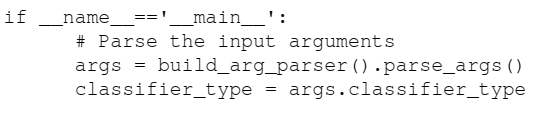 if __name__=='__main__':
    # Parse the input arguments
    args = build_arg_parser().parse_args()
    classifier_type = args.classifier_type